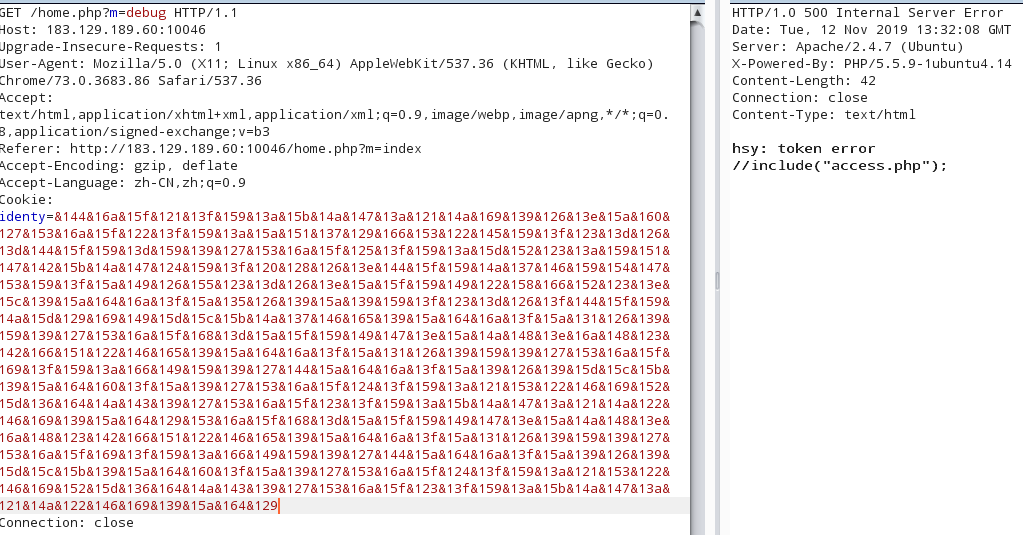 GET /home.php?m=debug HTTP/1.1
Host: 183.129.189.60:10046
Upgrade-Insecure-Requests: 1
User-Agent: Mozilla/5.0 (X11; Linux x86_64) AppleWebKit/537.36 (KHTML, like Gecko)
Chrome/73.0.3683.86 Safari/537.36
Accept:
text/html,application/xhtml+xml,application/xml;q=0.9,image/webp,image/apng,*/*;q=0.
8,application/signed-exchange;v=b3
Referer: http://183.129.189.60:10046/home.php?m=index
Accept-Encoding: gzip, deflate
Accept-Language: zh-CN,zh;q=0.9
Cookie:
identy=&144&16a&15f&121&13f&159&13a&15b&14a&147&13a&121&14a&169&139&126&13e&15a&160&
127&153&16a&15f&122&13f&159&13a&15a&151&137&129&166&153&122&145&159&13f&123&13d&126&
13d&144&15f&159&13d&159&139&127&153&16a&15f&125&13f&159&13a&15d&152&123&13a&159&151&
147&142&15b&14a&147&124&159&13f&120&128&126&13e&144&15f&159&14a&137&146&159&154&147&
153&159&13f&15a&149&126&155&123&13d&126&13e&15a&15f&159&149&122&158&166&152&123&13e&
15c&139&15a&164&16a&13f&15a&135&126&139&15a&139&159&13f&123&13d&126&13f&144&15f&159&
14a&15d&129&169&149&15d&15c&15b&14a&137&146&165&139&15a&164&16a&13f&15a&131&126&139&
159&139&127&153&16a&15f&168&13d&15a&15f&159&149&147&13e&15a&14a&148&13e&16a&148&123&
142&166&151&122&146&165&139&15a&164&16a&13f&15a&131&126&139&159&139&127&153&16a&15f&
169&13f&159&13a&166&149&159&139&127&144&15a&164&16a&13f&15a&139&126&139&15d&15c&15b&
139&15a&164&160&13f&15a&139&127&153&16a&15f&124&13f&159&13a&121&153&122&146&169&152&
15d&136&164&14a&143&139&127&153&16a&15f&123&13f&159&13a&15b&14a&147&13a&121&14a&122&
146&169&139&15a&164&129&153&16a&15f&168&13d&15a&15f&159&149&147&13e&15a&14a&148&13e&
16a&148&123&142&166&151&122&146&165&139&15a&164&16a&13f&15a&131&126&139&159&139&127&
153&16a&15f&169&13f&159&13a&166&149&159&139&127&144&15a&164&16a&13f&15a&139&126&139&
15d&15c&15b&139&15a&164&160&13f&15a&139&127&153&16a&15f&124&13f&159&13a&121&153&122&
146&169&152&15d&136&164&14a&143&139&127&153&16a&15f&123&13f&159&13a&15b&14a&147&13a&
121&14a&122&146&169&139&15a&164&129
Connection: close
HTTP/1.0 500 Internal Server Error
Date: Tue, 12 Nov 2019 13:32:08 GMT
Server: Apache/2.4.7 (Ubuntu)
X-Powered-By: PHP/5.5.9-1ubuntu4.14
Content-Length: 42
Connection: close
Content-Type: text/html
hsy: token error
//include("access.php");